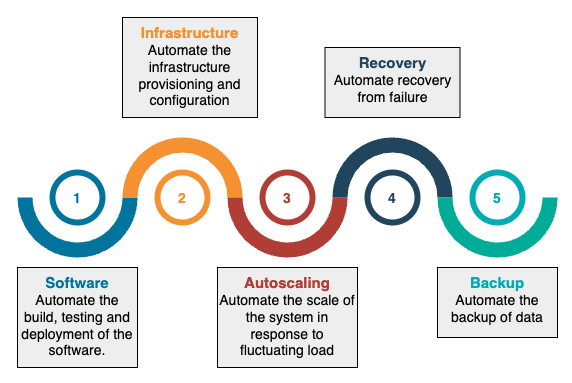 Infrastructure
Automate the
infrastructure
provisioning and
configuration
Recovery
Automate recovery
from failure
1
2
3
4
5
Software
Automate the
build, testing and
deployment of the
software.
Autoscaling
Automate the scale of
the system in
response to
fluctuating load
Backup
Automate the
backup of data